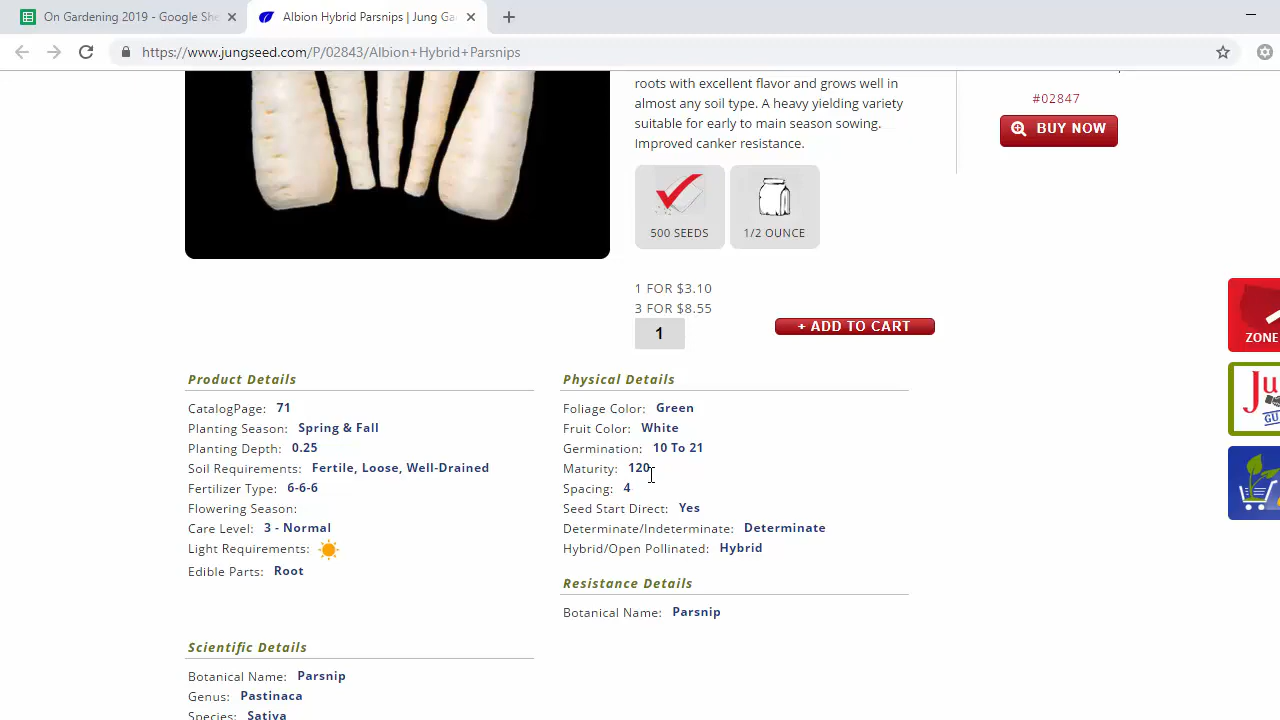 On Gardening 2019 - Google She
Albion Hybrid Parsnips | Jung Ga
https://www.jungseed.com/P/02843/Albion+Hybrid+Parsnips
roots with excellent flavor and grows well in
almost any soil type. A heavy yielding variety
suitable for early to main season sowing.
Improved canker resistance.
#02847
BUY NOW
500 SEEDS
1/2 OUNCE
1 FOR $3.10
3 FOR $8.55
1
+ ADD TO CART
ZONE
Ju
GU
Product Details
CatalogPage: 71
Planting Season: Spring & Fall
Planting Depth: 0.25
Soil Requirements: Fertile, Loose, Well-Drained
Fertilizer Type: 6-6-6
Flowering Season:
Care Level: 3 - Normal
Light Requirements:
Edible Parts: Root
Physical Details
Foliage Color: Green
Fruit Color: White
Germination: 10 To 21
Maturity: 120
Spacing: 4
Seed Start Direct: Yes
Determinate/Indeterminate: Determinate
Hybrid/Open Pollinated: Hybrid
Resistance Details
Botanical Name: Parsnip
Scientific Details
Botanical Name: Parsnip
Genus: Pastinaca
Species: Sativa